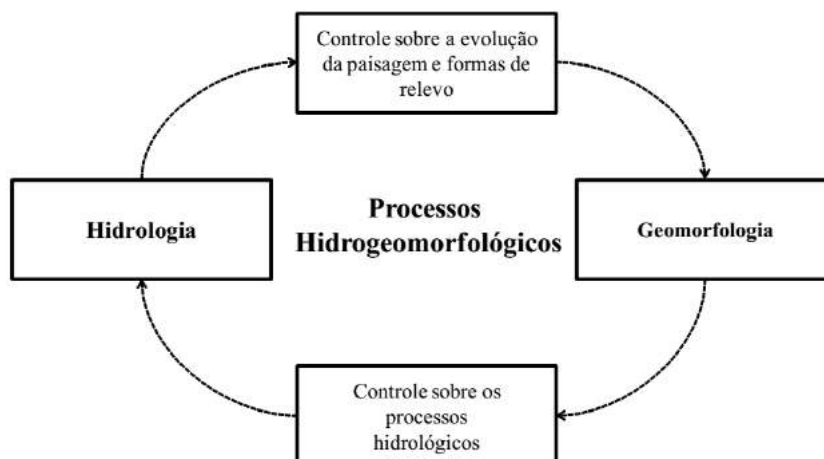 Controle sobre a evolução
da paisagem e formas de
relevo
Hidrologia
Processos
Hidrogeomorfológicos
Geomorfologia
Controle sobre os
processos
hidrológicos